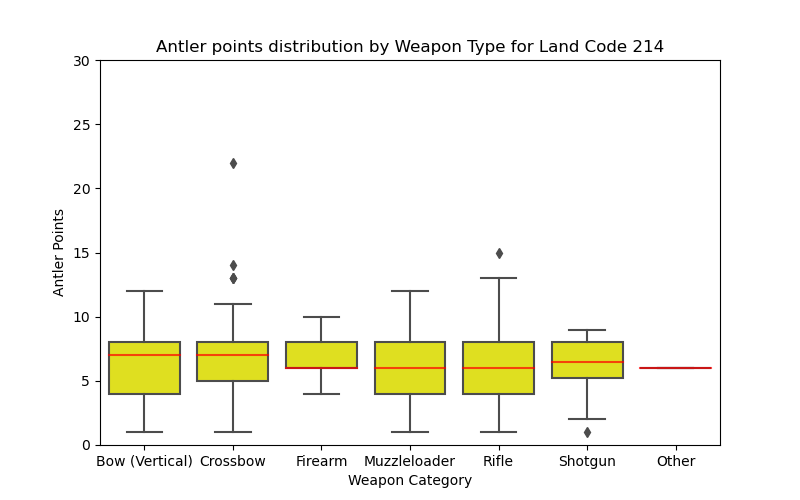 Antler points distribution by Weapon Type for Land Code 214
Antler Points
30
25
20
15
10
5
0
Bow (Vertical) Crossbow Firearm Muzzleloader Rifle Shotgun Other
Weapon Category